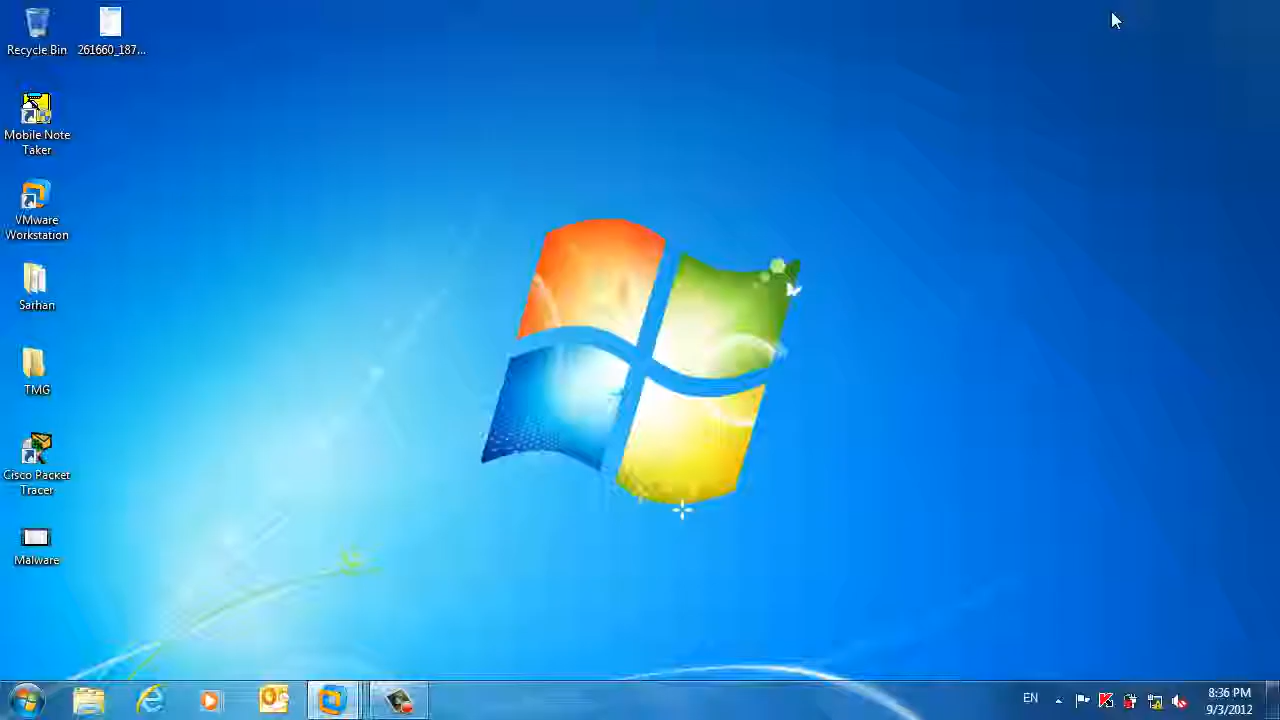 Recycle Bin
261660_187...
Mobile Note
Taker
VMware
Workstation
Sarhan
TMG
Cisco Packet
Tracer
Malware
EN
8:36 PM
9/3/2012